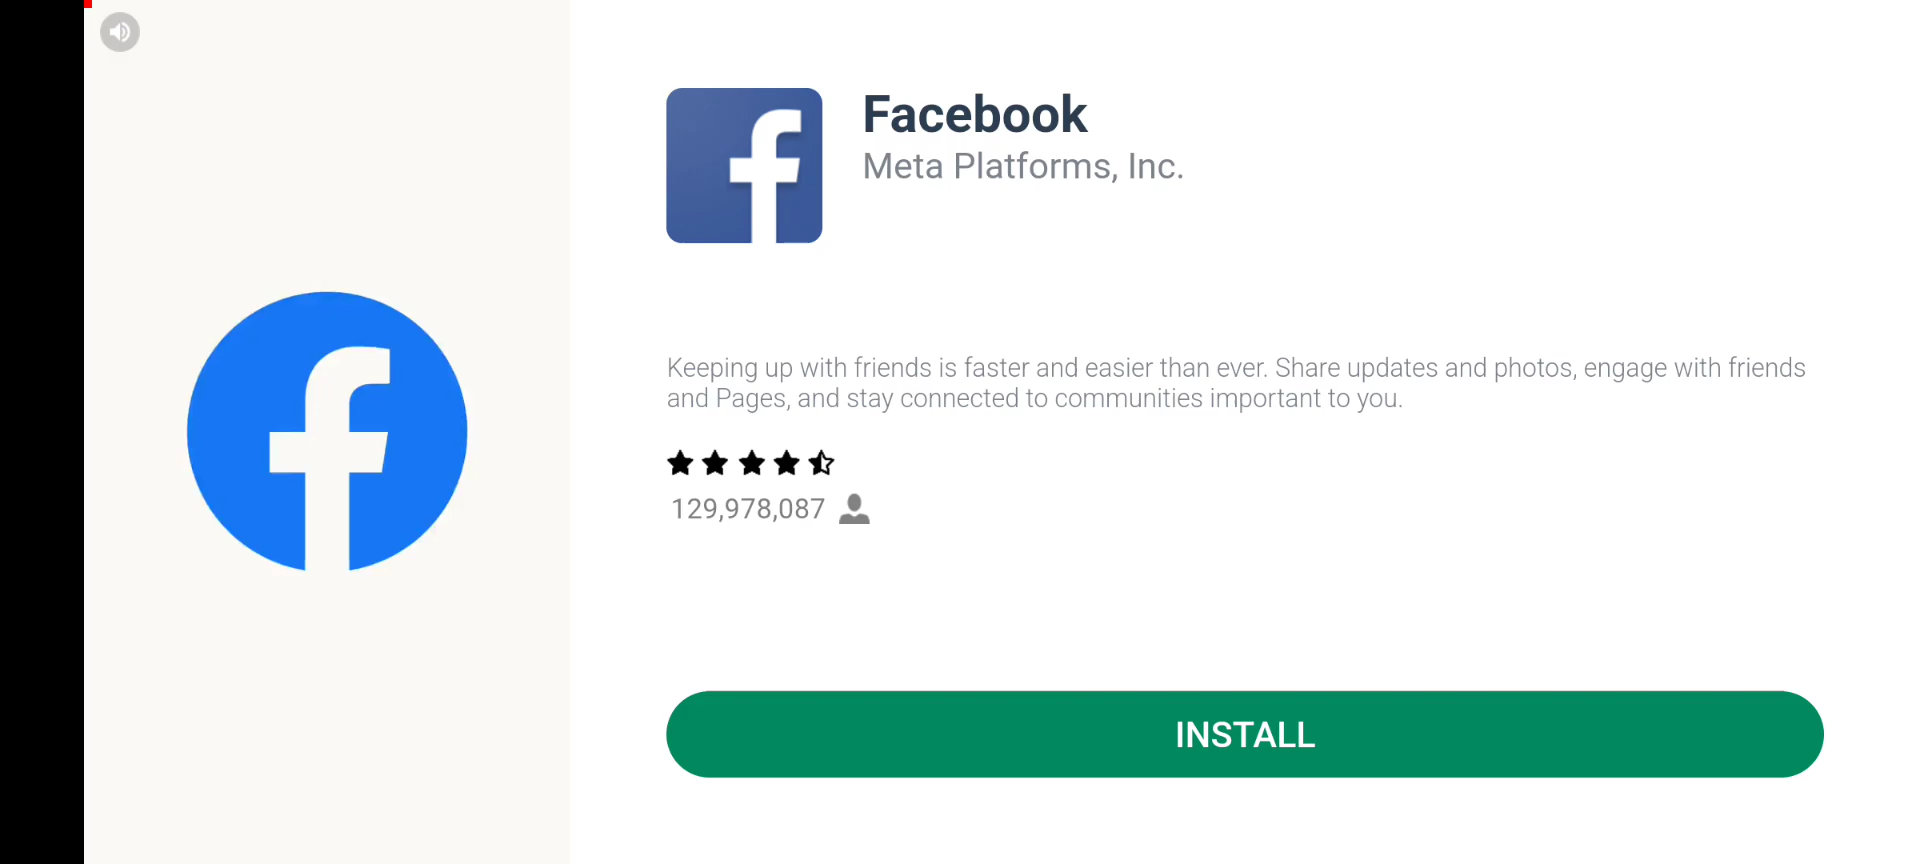 Facebook
Meta Platforms, Inc.
Keeping up with friends is faster and easier than ever. Share updates and photos, engage with friends
and Pages, and stay connected to communities important to you.
129,978,087
INSTALL